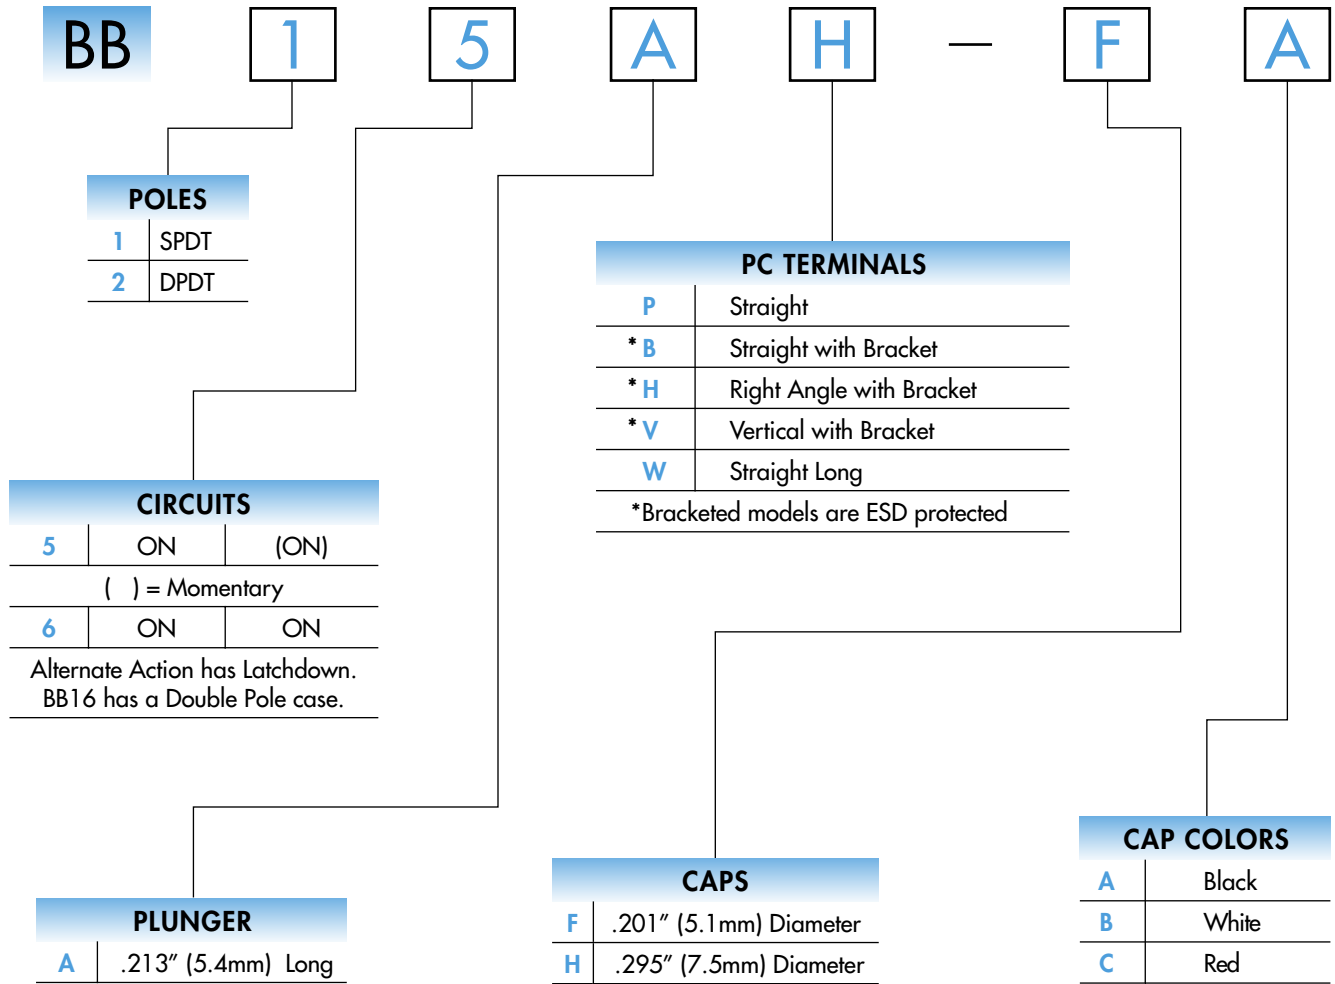 BB 1 5 A H — F A
POLES
1 SPDT
2 DPDT
PC TERMINALS
P Straight
* B Straight with Bracket
* H Right Angle with Bracket
* V Vertical with Bracket
W Straight Long
*Bracketed models are ESD protected
CIRCUITS
5 ON (ON)
( ) = Momentary
6 ON ON
Alternate Action has Latchdown.
BB16 has a Double Pole case.
PLUNGER
A .213" (5.4mm) Long
CAPS
F .201" (5.1mm) Diameter
H .295" (7.5mm) Diameter
CAP COLORS
A Black
B White
C Red